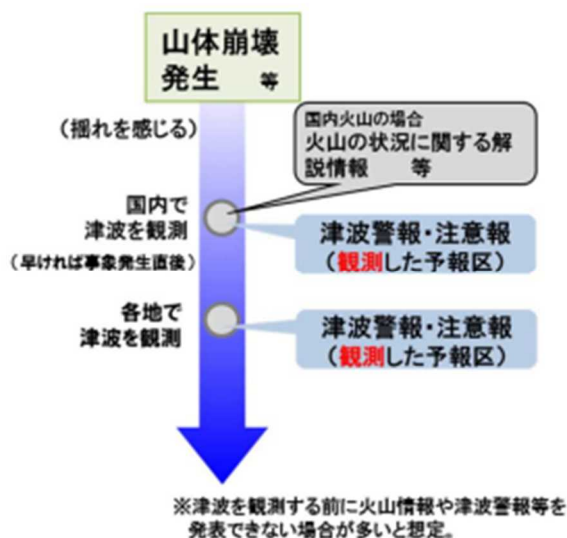 山体崩壊
発生 等
(揺れを感じる)
国内火山の場合
火山の状況に関する解
説情報 等
国内で
津波を観測
(早ければ事象発生直後)
津波警報・注意報
(観測した予報区)
各地で
津波を観測
津波警報・注意報
(観測した予報区)
※津波を観測する前に火山情報や津波警報等を
発表できない場合が多いと想定。